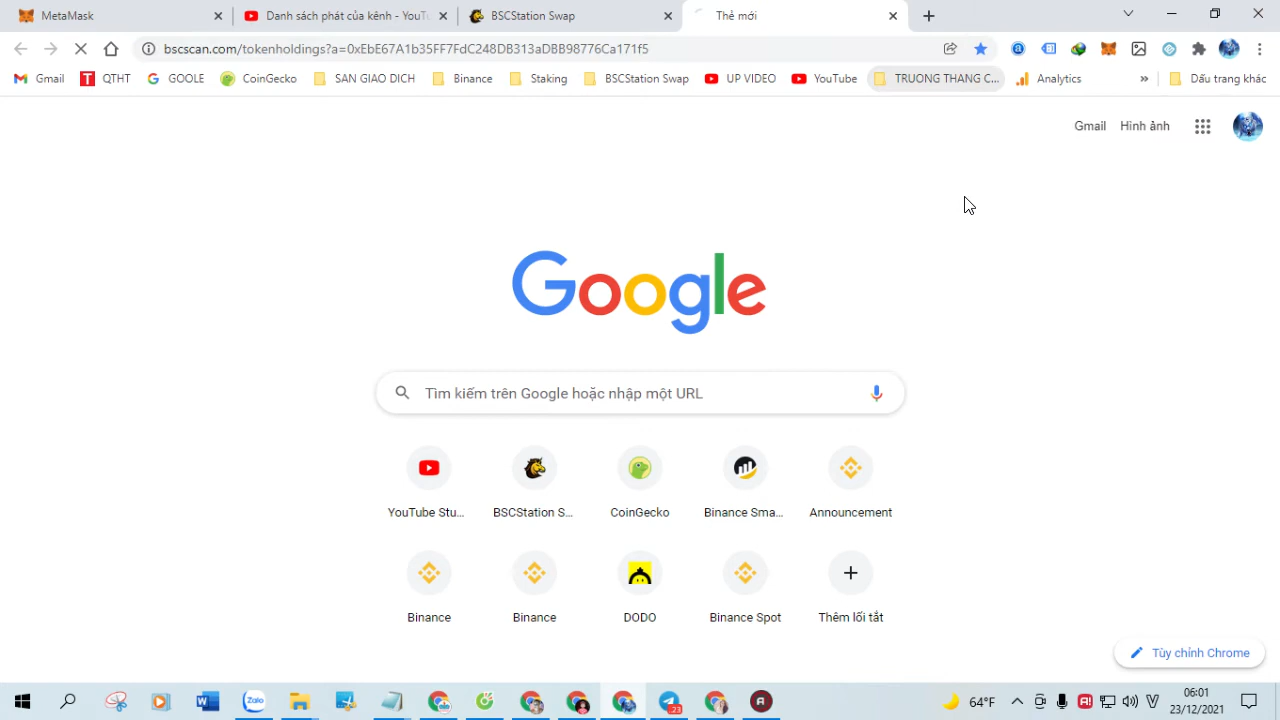 MetaMask
Danh sách phát của kênh - YouTu
BSCStation Swap
Thẻ mới
bscscan.com/tokenholdings?a=0xEbE67A1b35FF7FdC248DB313aDBB98776Ca171f5
Gmail
QTHT
GOOLE
CoinGecko
SAN GIAO DICH
Binance
Staking
BSCStation Swap
UP VIDEO
YouTube
TRUONG THANG C...
Analytics
»
Dấu trang khác
Gmail
Hình ảnh
Google
Tìm kiếm trên Google hoặc nhập một URL
YouTube Stu...
BSCStation S...
CoinGecko
Binance Sma...
Announcement
Binance
Binance
DODO
Binance Spot
Thêm lối tắt
Tùy chỉnh Chrome
Zalo
23
64°F
06:01
23/12/2021